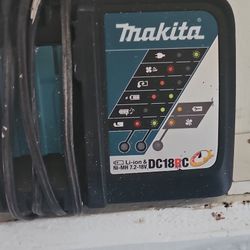 makita
Li-ion &
Ni-MH 7.2-18V
DC18RC